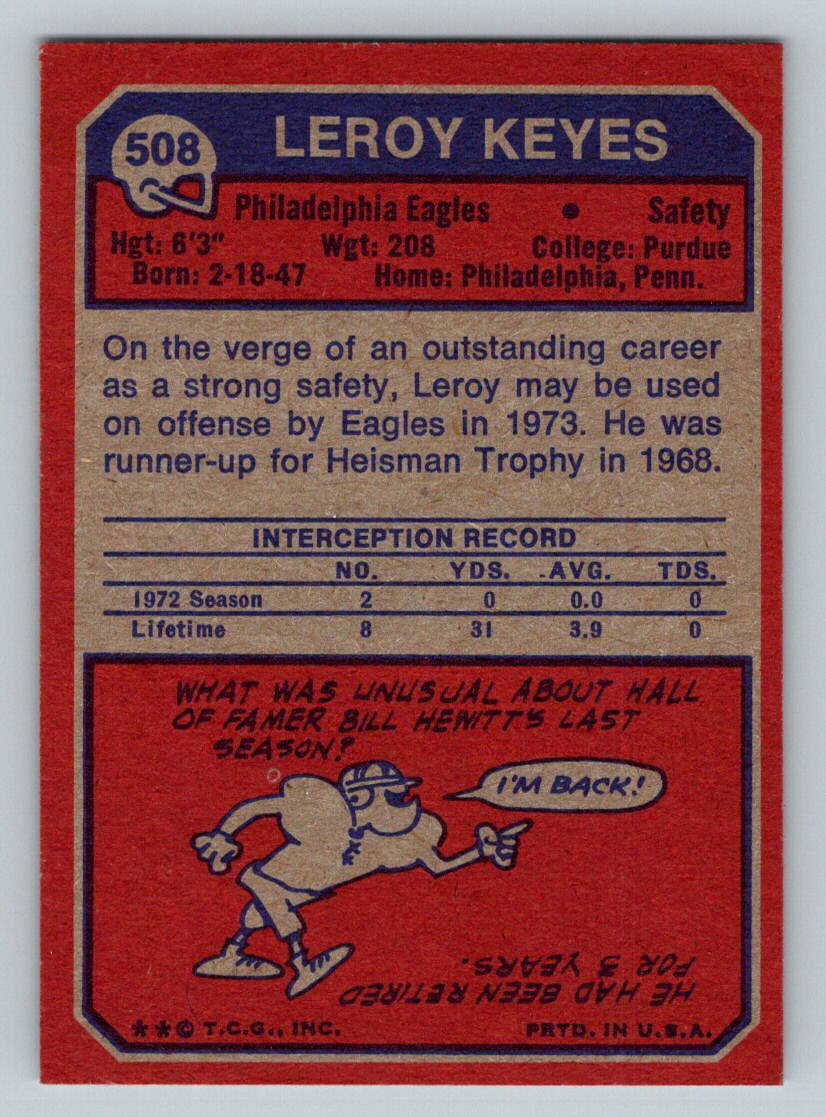 508 LEROY KEYES
Philadelphia Eagles • Safety
Hgt: 6'3" Wgt: 208 College: Purdue
Born: 2-18-47 Home: Philadelphia, Penn.
On the verge of an outstanding career
as a strong safety, Leroy may be used
on offense by Eagles in 1973. He was
runner-up for Heisman Trophy in 1968.
INTERCEPTION RECORD
NO. YDS. AVG. TDS.
1972 Season 2 0 0.0 0
Lifetime 8 31 3.9 0
WHAT WAS UNUSUAL ABOUT HALL
OF FAMER BILL HEWITT'S LAST
SEASON?
I'M BACK!
HE HAD BEEN RETIRED
FOR 3 YEARS.
**© T.C.G., INC. PRTD. IN U.S.A.